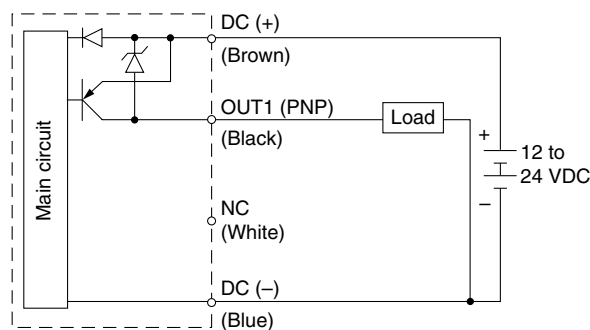 DC (+)
(Brown)
OUT1 (PNP)
(Black)
Load
Main circuit
+
12 to
24 VDC
–
NC
(White)
DC (–)
(Blue)